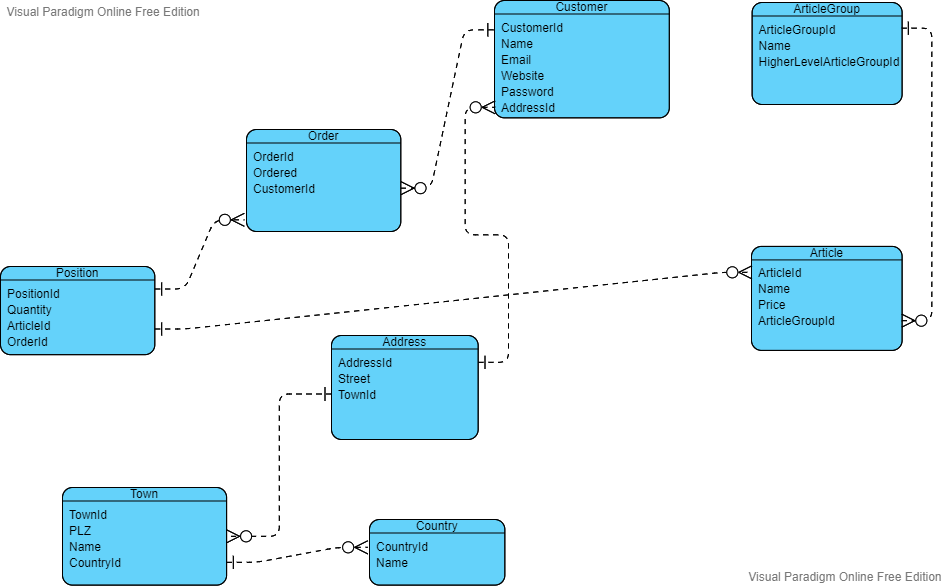 Visual Paradigm Online Free Edition
Customer
CustomerId
Name
Email
Website
Password
AddressId
ArticleGroup
ArticleGroupId
Name
HigherLevelArticleGroupId
Order
OrderId
Ordered
CustomerId
Position
PositionId
Quantity
ArticleId
OrderId
Article
ArticleId
Name
Price
ArticleGroupId
Address
AddressId
Street
TownId
Town
TownId
PLZ
Name
CountryId
Country
CountryId
Name
Visual Paradigm Online Free Edition